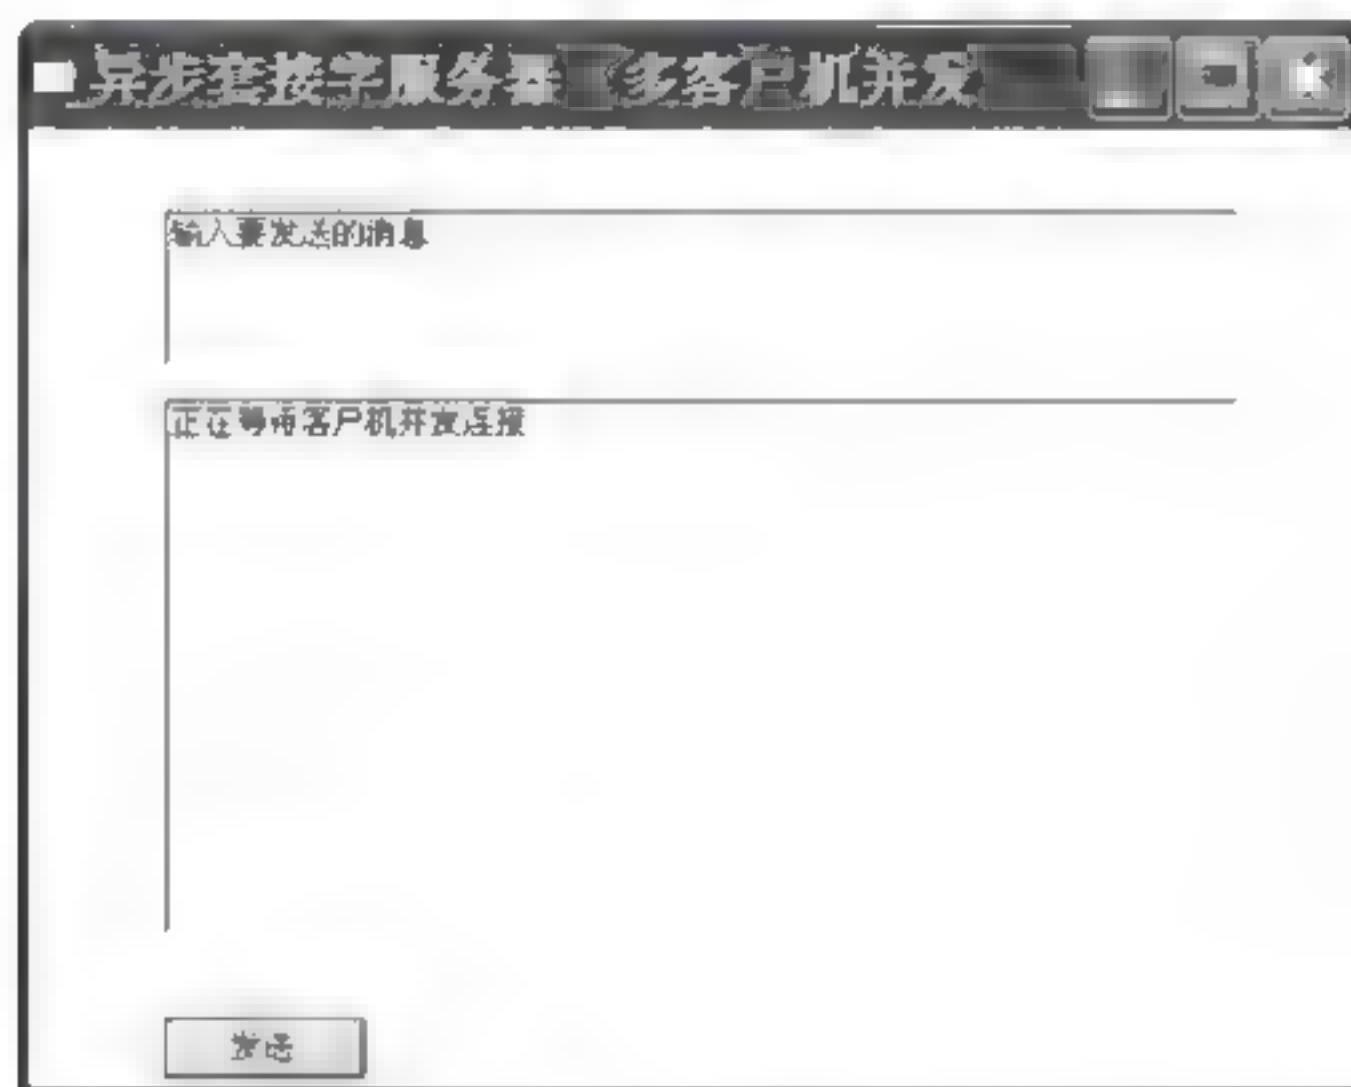 异步套接字服务器 多客户机并发
输入要发送的消息
正在等待客户机并发连接
发送